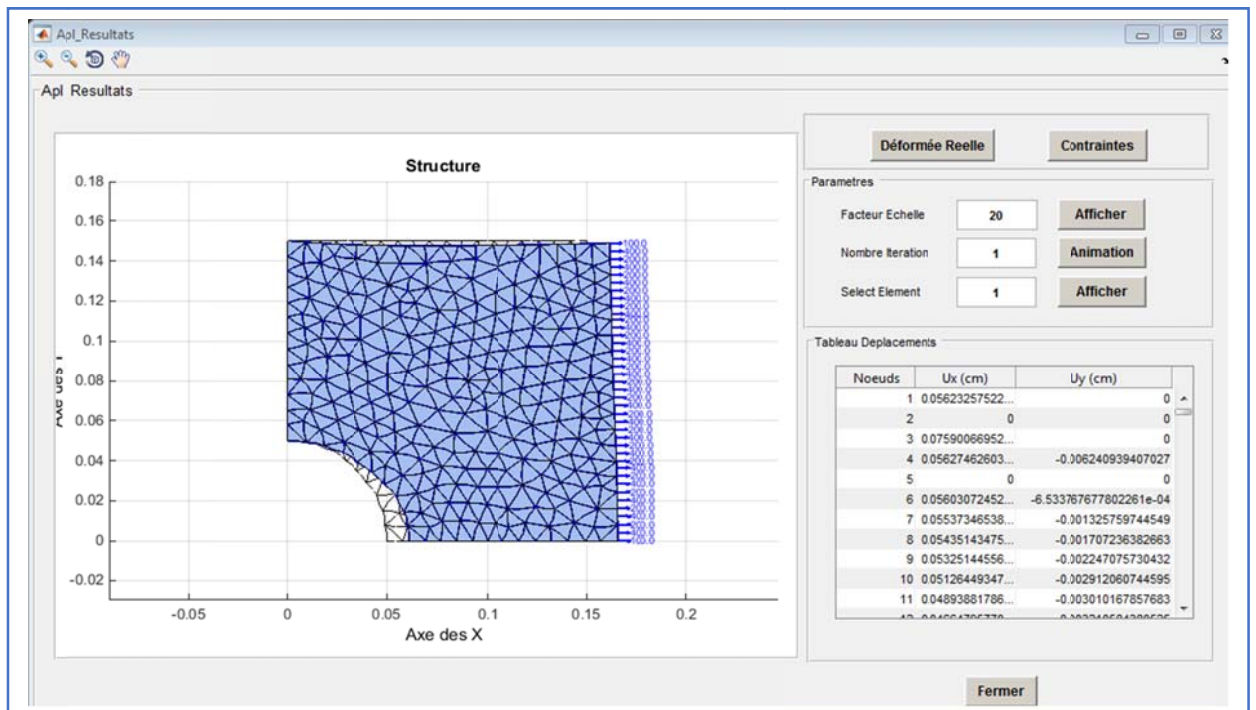 Apl_Resultats
Apl Resultats
Structure
0.18
0.16
0.14
0.12
0.1
0.08
0.06
0.04
0.02
0
-0.02
-0.05
0
0.05
0.1
0.15
0.2
Axe des X
Déformée Reelle
Contraintes
Parametres
Facteur Echelle
20
Afficher
Nombre Iteration
1
Animation
Select Element
1
Afficher
Tableau Deplacements
Noeuds Ux (cm) Uy (cm)
1 0.05623257522... 0
2 0 0
3 0.07590066952... 0
4 0.05627462603... -0.006240939407027
5 0 0
6 0.05603072452... -6.533767677802261e-04
7 0.05537346538... -0.001325759744549
8 0.05435143475... -0.001707236382663
9 0.05325144556... -0.002247075730432
10 0.05126449347... -0.002912060744595
11 0.04893881786... -0.003010167857683
Fermer